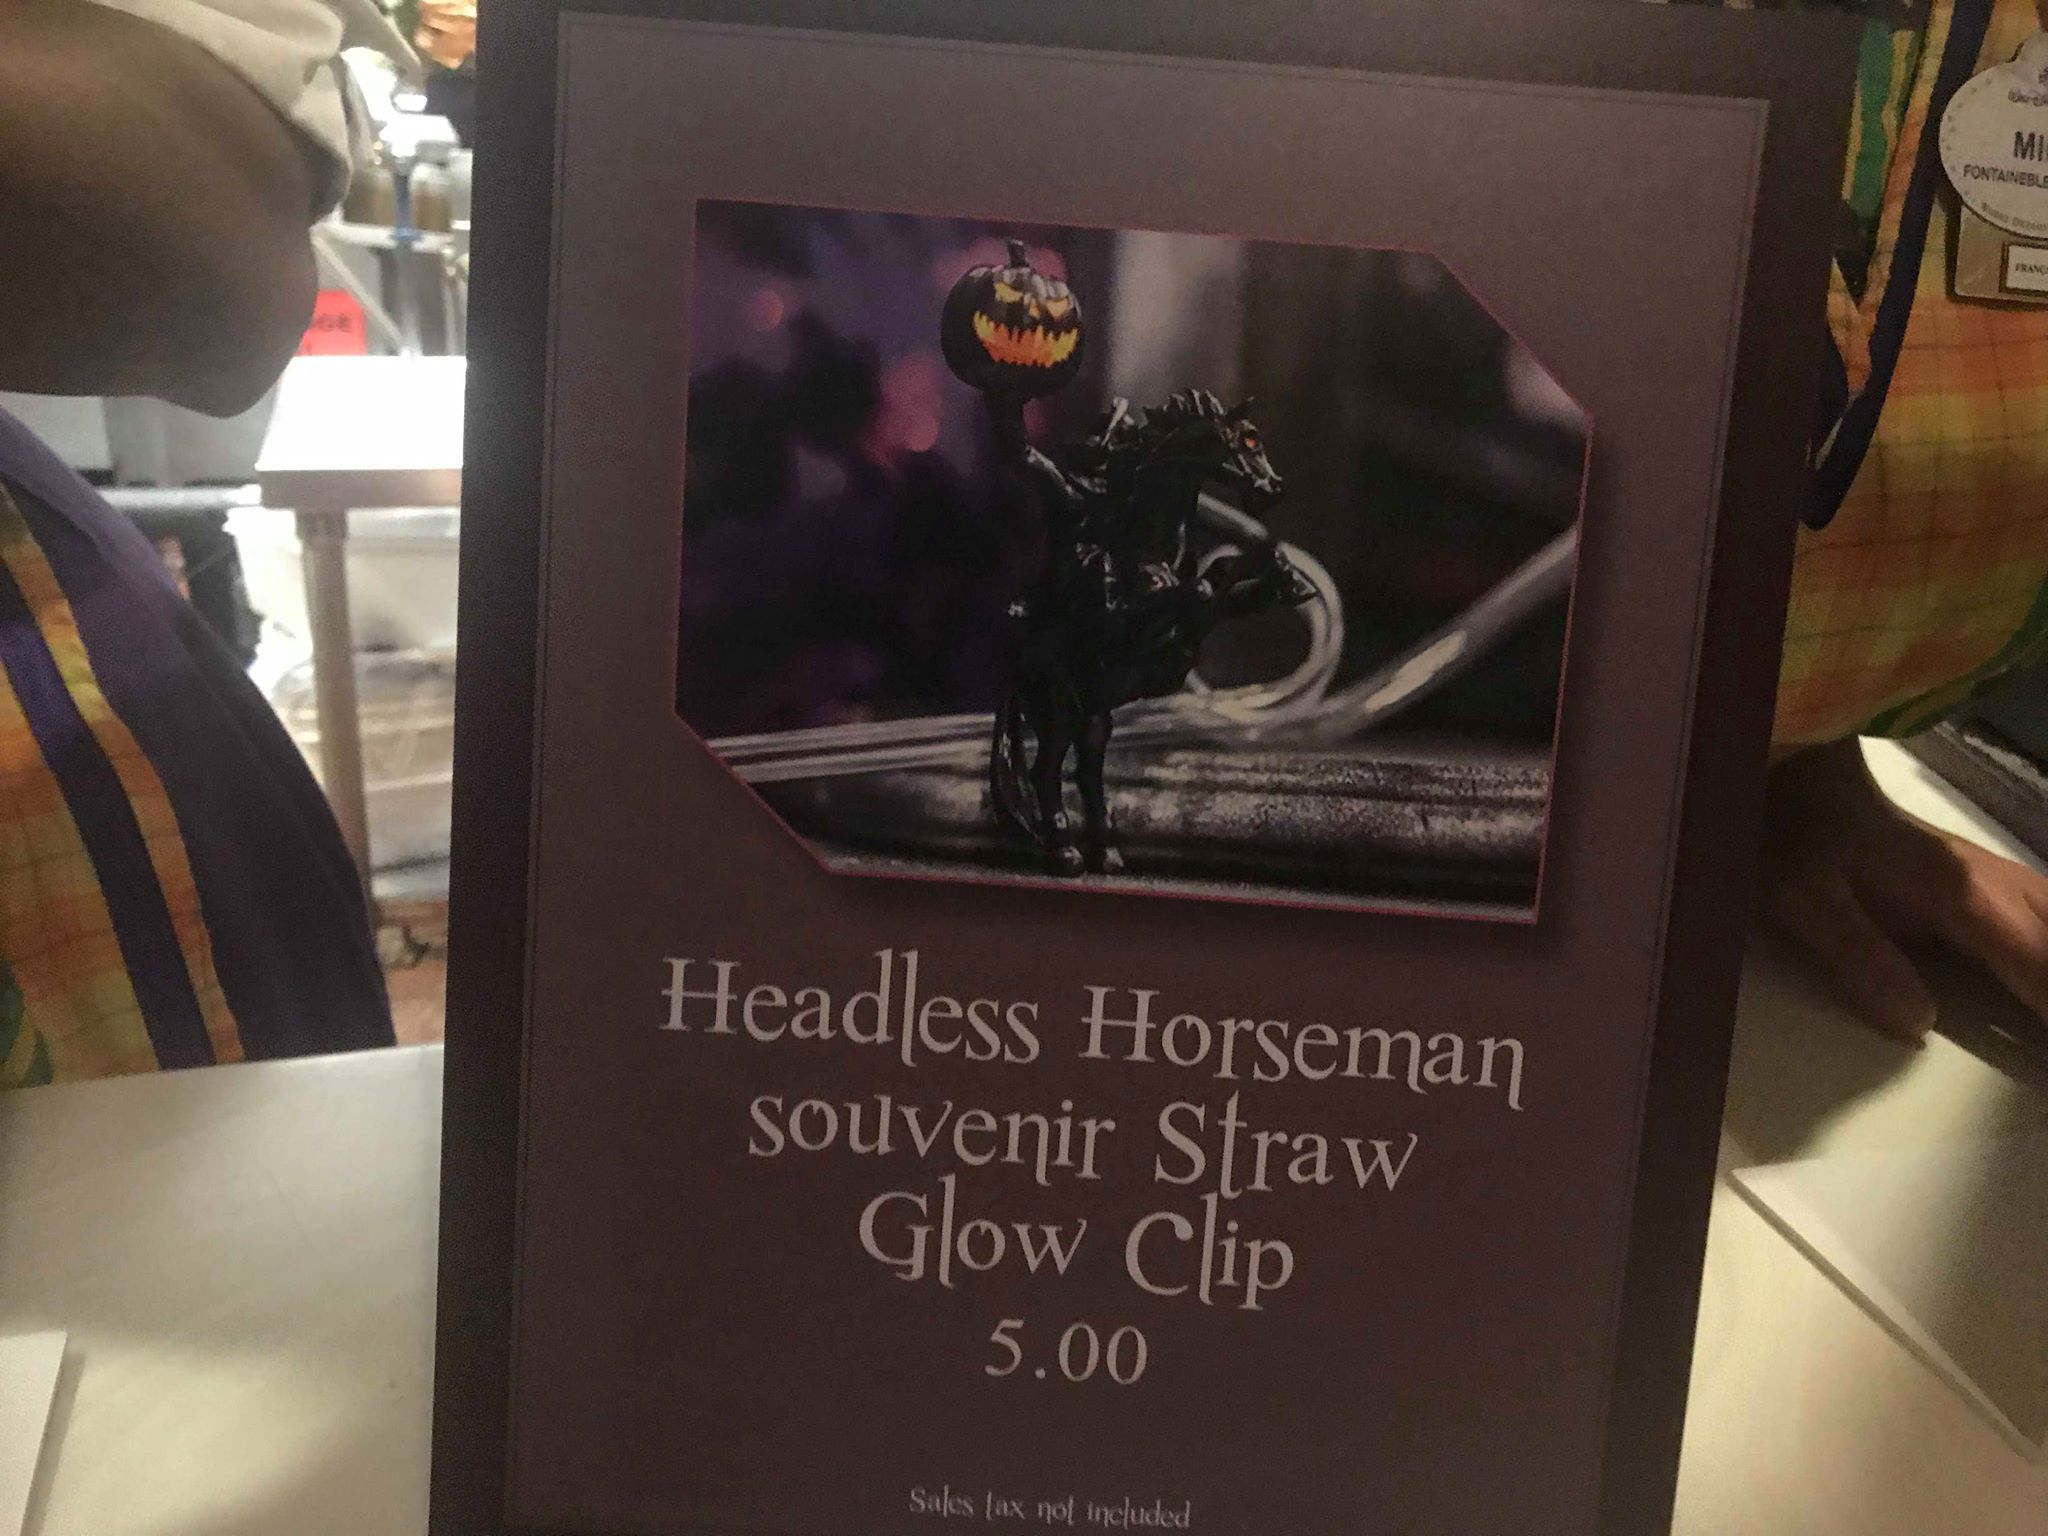 Headless Horseman
souvenir Straw
Glow Clip
5.00
Sales tax not included